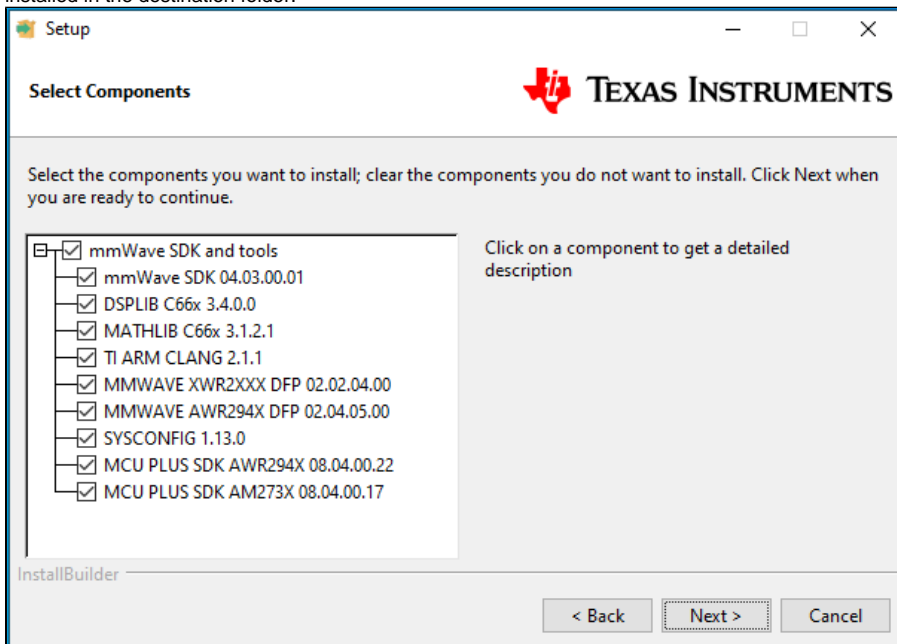 installed in the destination folder.
Setup
Select Components
TEXAS INSTRUMENTS
Select the components you want to install; clear the components you do not want to install. Click Next when
you are ready to continue.
mmWave SDK and tools
mmWave SDK 04.03.00.01
DSPLIB C66x 3.4.0.0
MATHLIB C66x 3.1.2.1
TI ARM CLANG 2.1.1
MMWAVE XWR2XXX DFP 02.02.04.00
MMWAVE AWR294X DFP 02.04.05.00
SYSCONFIG 1.13.0
MCU PLUS SDK AWR294X 08.04.00.22
MCU PLUS SDK AM273X 08.04.00.17
Click on a component to get a detailed
description
InstallBuilder
< Back Next > Cancel